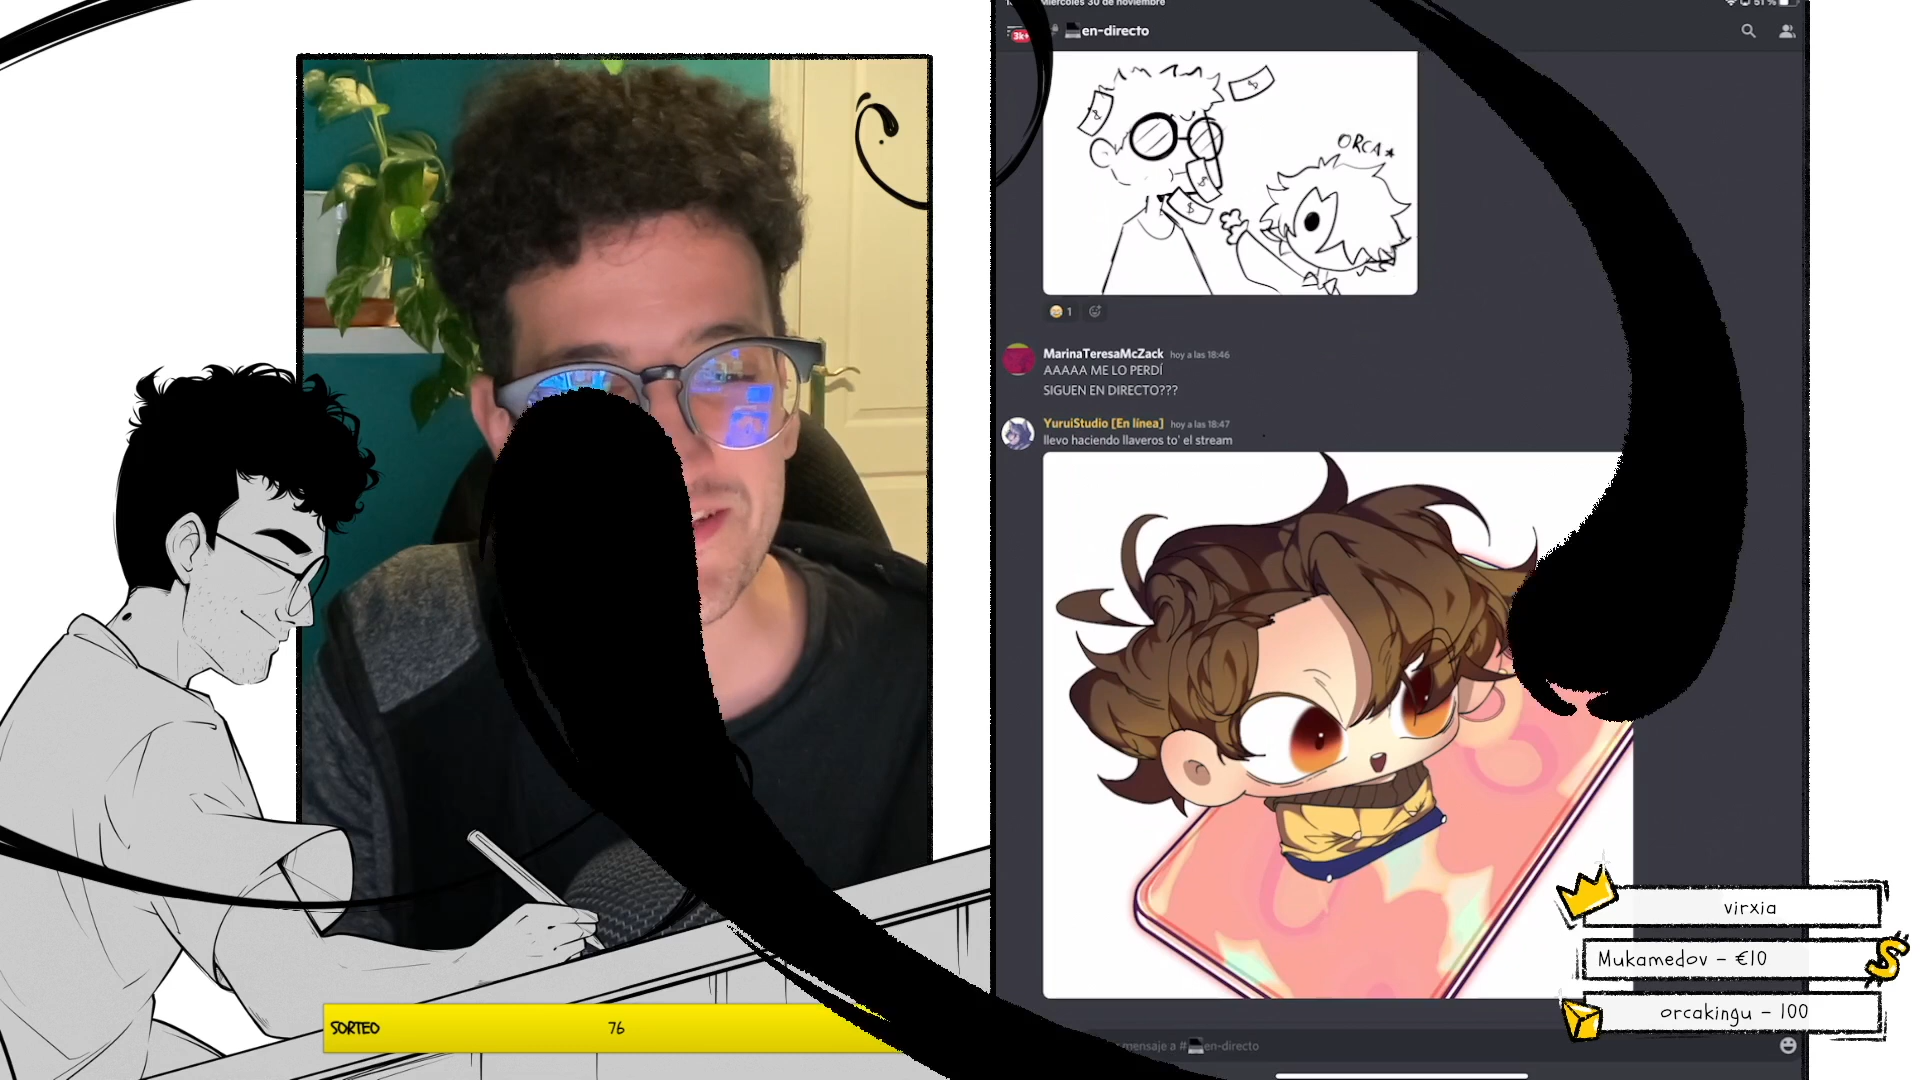 Miércoles 30 de noviembre
51 %
3k+
en-directo
ORCA*
1
MarinaTeresaMcZack hoy a las 18:46
AAAAA ME LO PERDÍ
SIGUEN EN DIRECTO???
YuruiStudio [En línea] hoy a las 18:47
llevo haciendo llaveros to' el stream
virxia
Mukamedov - €10
orcakingu - 100
SORTEO 76
mensaje a # en-directo